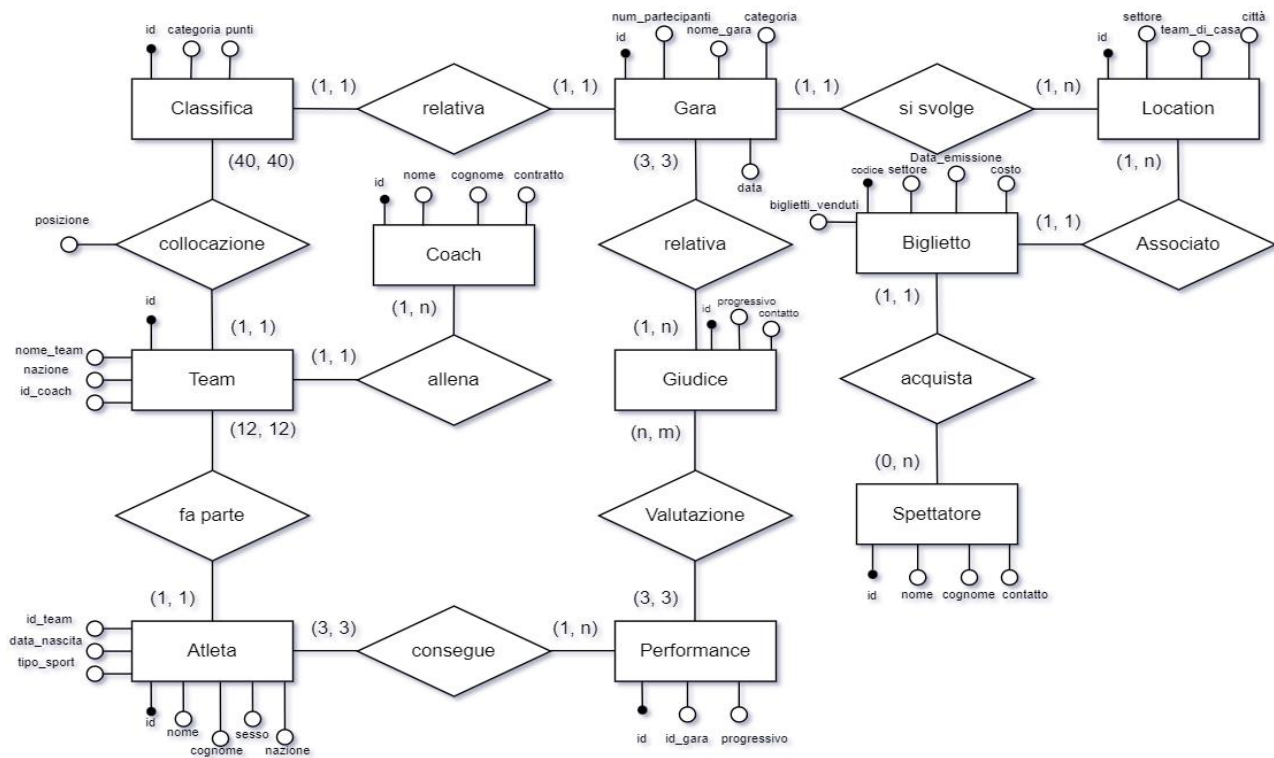 id
categoria
punti
Classifica
(1, 1)
relativa
(1, 1)
num_partecipanti
categoria
nome_gara
id
Gara
(1, 1)
si svolge
(1, n)
settore
città
team_di_casa
id
Location
(40, 40)
(3, 3)
data
(1, n)
posizione
collocazione
id
nome
cognome
contratto
Coach
relativa
Data_emissione
codice
settore
costo
biglietti_venduti
Biglietto
(1, 1)
Associato
(1, n)
(1, 1)
id
(1, 1)
nome_team
nazione
id_coach
Team
(1, 1)
allena
(1, n)
id
progressivo
contatto
Giudice
acquista
(12, 12)
(n, m)
(0, n)
fa parte
Valutazione
Spettatore
id
nome
cognome
contatto
(1, 1)
(3, 3)
id_team
data_nascita
tipo_sport
Atleta
(3, 3)
consegue
(1, n)
Performance
id
nome
cognome
sesso
nazione
id
id_gara
progressivo